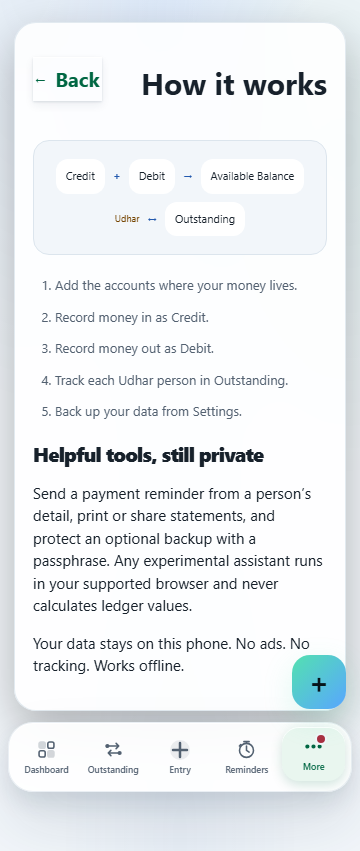 ← Back
How it works
Credit + Debit → Available Balance
Udhar ↔ Outstanding
1. Add the accounts where your money lives.
2. Record money in as Credit.
3. Record money out as Debit.
4. Track each Udhar person in Outstanding.
5. Back up your data from Settings.
Helpful tools, still private
Send a payment reminder from a person’s
detail, print or share statements, and
protect an optional backup with a
passphrase. Any experimental assistant runs
in your supported browser and never
calculates ledger values.
Your data stays on this phone. No ads. No
tracking. Works offline.
+
Dashboard Outstanding Entry Reminders More